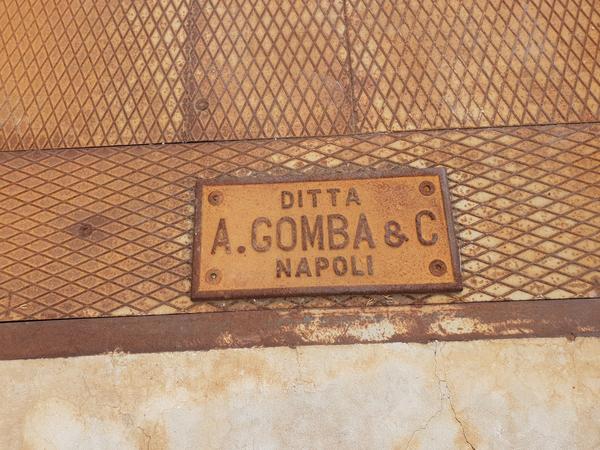 DITTA
A. GOMBA & C
NAPOLI